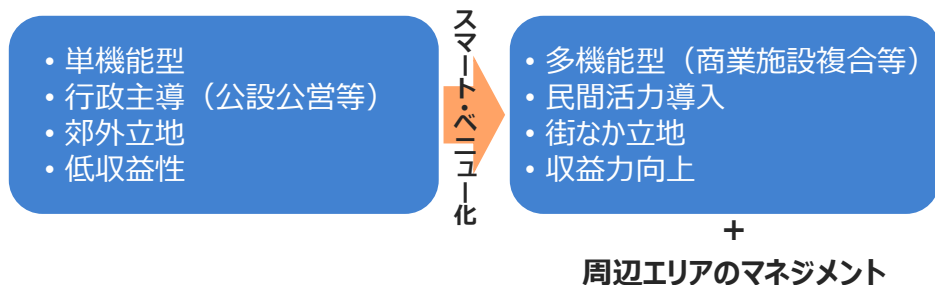 • 単機能型
• 行政主導（公設公営等）
• 郊外立地
• 低収益性
スマート・ベニュー化
• 多機能型（商業施設複合等）
• 民間活力導入
• 街なか立地
• 収益力向上
+
周辺エリアのマネジメント